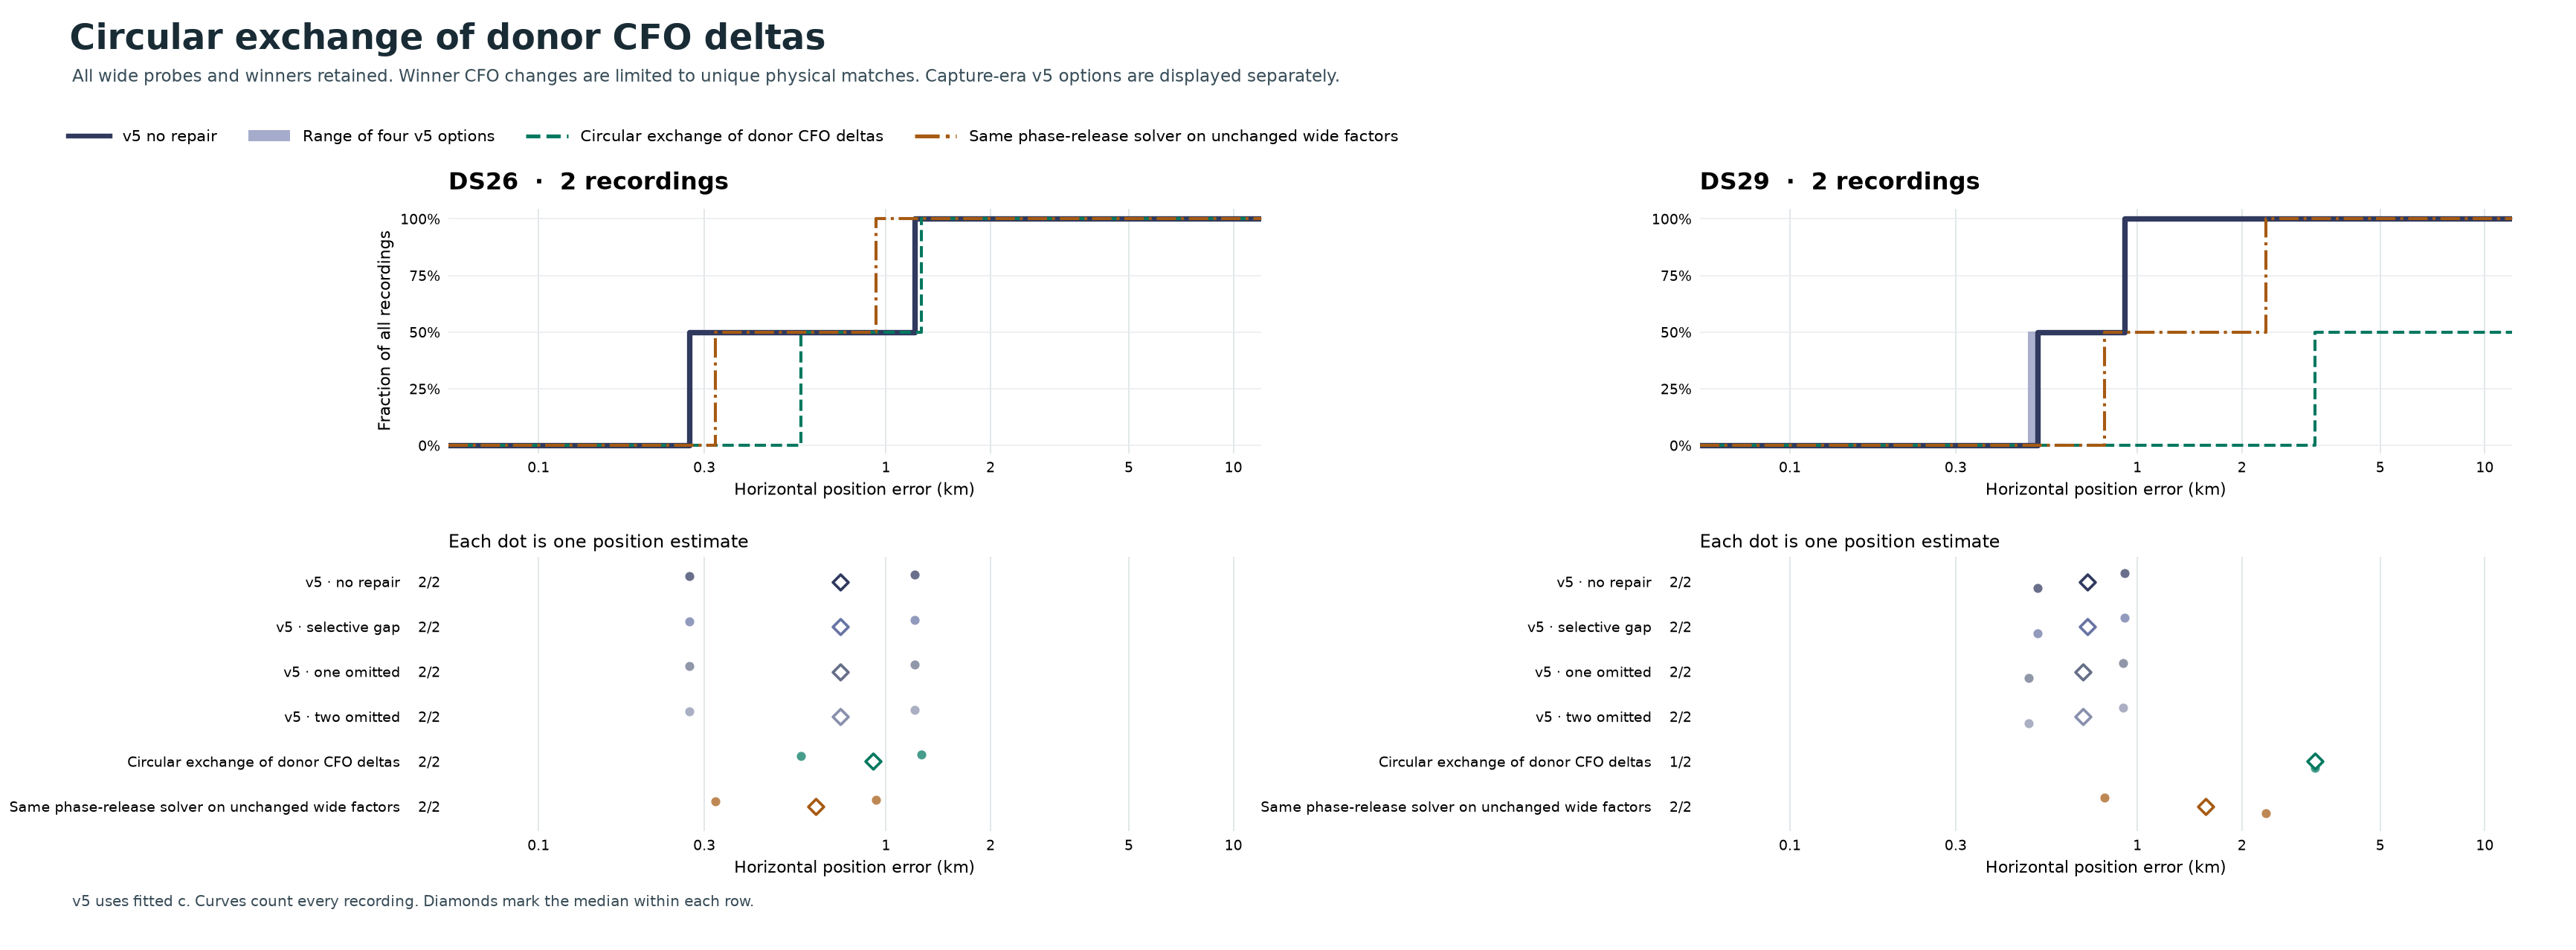 Circular exchange of donor CFO deltas
All wide probes and winners retained. Winner CFO changes are limited to unique physical matches. Capture-era v5 options are displayed separately.
v5 no repair
Range of four v5 options
Circular exchange of donor CFO deltas
Same phase-release solver on unchanged wide factors
DS26 · 2 recordings
Fraction of all recordings
100%
75%
50%
25%
0%
0.1 0.3 1 2 5 10
Horizontal position error (km)
DS29 · 2 recordings
100%
75%
50%
25%
0%
0.1 0.3 1 2 5 10
Horizontal position error (km)
Each dot is one position estimate
v5 · no repair 2/2
v5 · selective gap 2/2
v5 · one omitted 2/2
v5 · two omitted 2/2
Circular exchange of donor CFO deltas 2/2
Same phase-release solver on unchanged wide factors 2/2
0.1 0.3 1 2 5 10
Horizontal position error (km)
Each dot is one position estimate
v5 · no repair 2/2
v5 · selective gap 2/2
v5 · one omitted 2/2
v5 · two omitted 2/2
Circular exchange of donor CFO deltas 1/2
Same phase-release solver on unchanged wide factors 2/2
0.1 0.3 1 2 5 10
Horizontal position error (km)
v5 uses fitted c. Curves count every recording. Diamonds mark the median within each row.